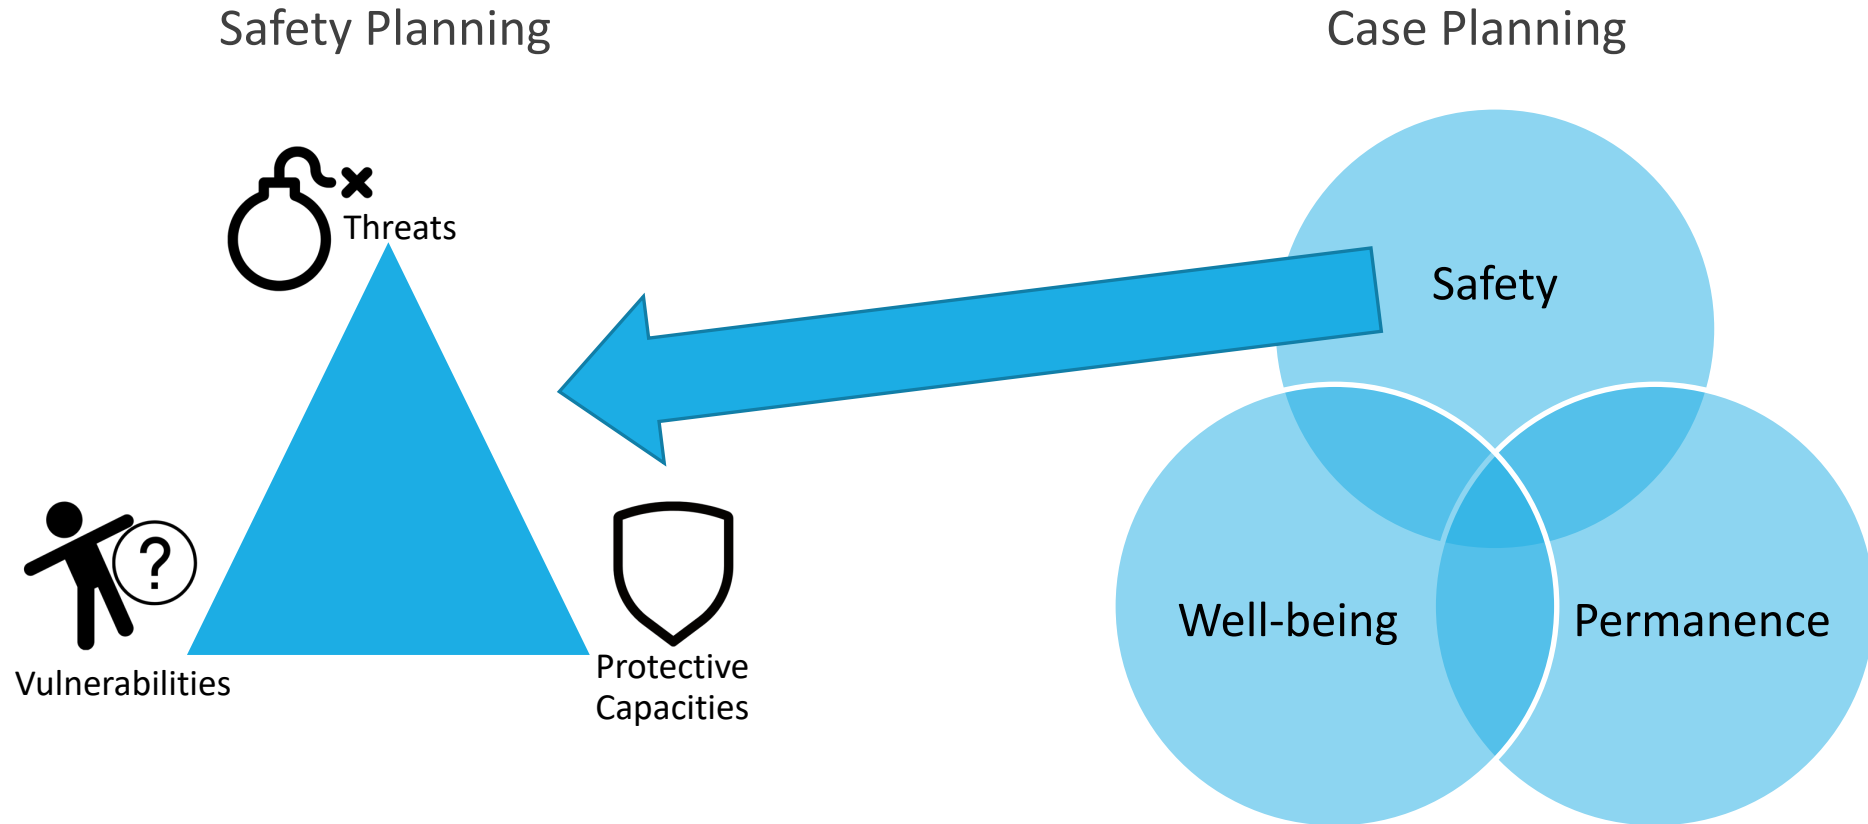 Safety Planning
Case Planning
Threats
Safety
?
Well-being
Permanence
Vulnerabilities
Protective
Capacities